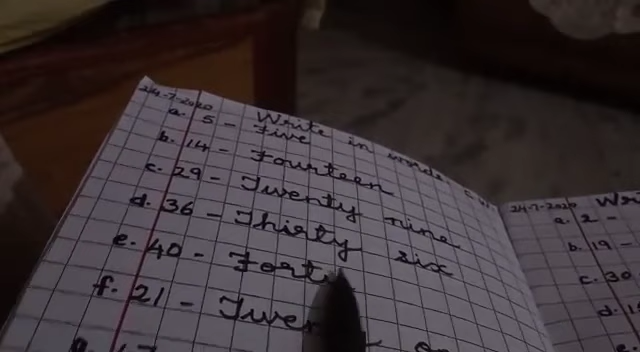 24-7-2020
Write in words
a. 5 - Five
b. 14 - Fourteen
c. 29 - Twenty nine
d. 36 - Thirty six
e. 40 - Forty
f. 21 -
24-7-2020
a. 2 -
b. 19 -
c. 30
d.
e.